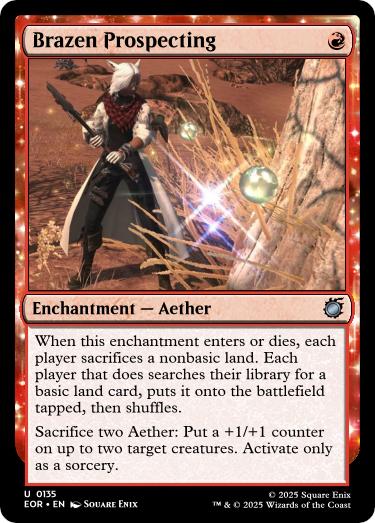 Brazen Prospecting
Enchantment — Aether
When this enchantment enters or dies, each
player sacrifices a nonbasic land. Each
player that does searches their library for a
basic land card, puts it onto the battlefield
tapped, then shuffles.
Sacrifice two Aether: Put a +1/+1 counter
on up to two target creatures. Activate only
as a sorcery.
U 0135
EOR • EN Square Enix
© 2025 Square Enix
™ & © 2025 Wizards of the Coast